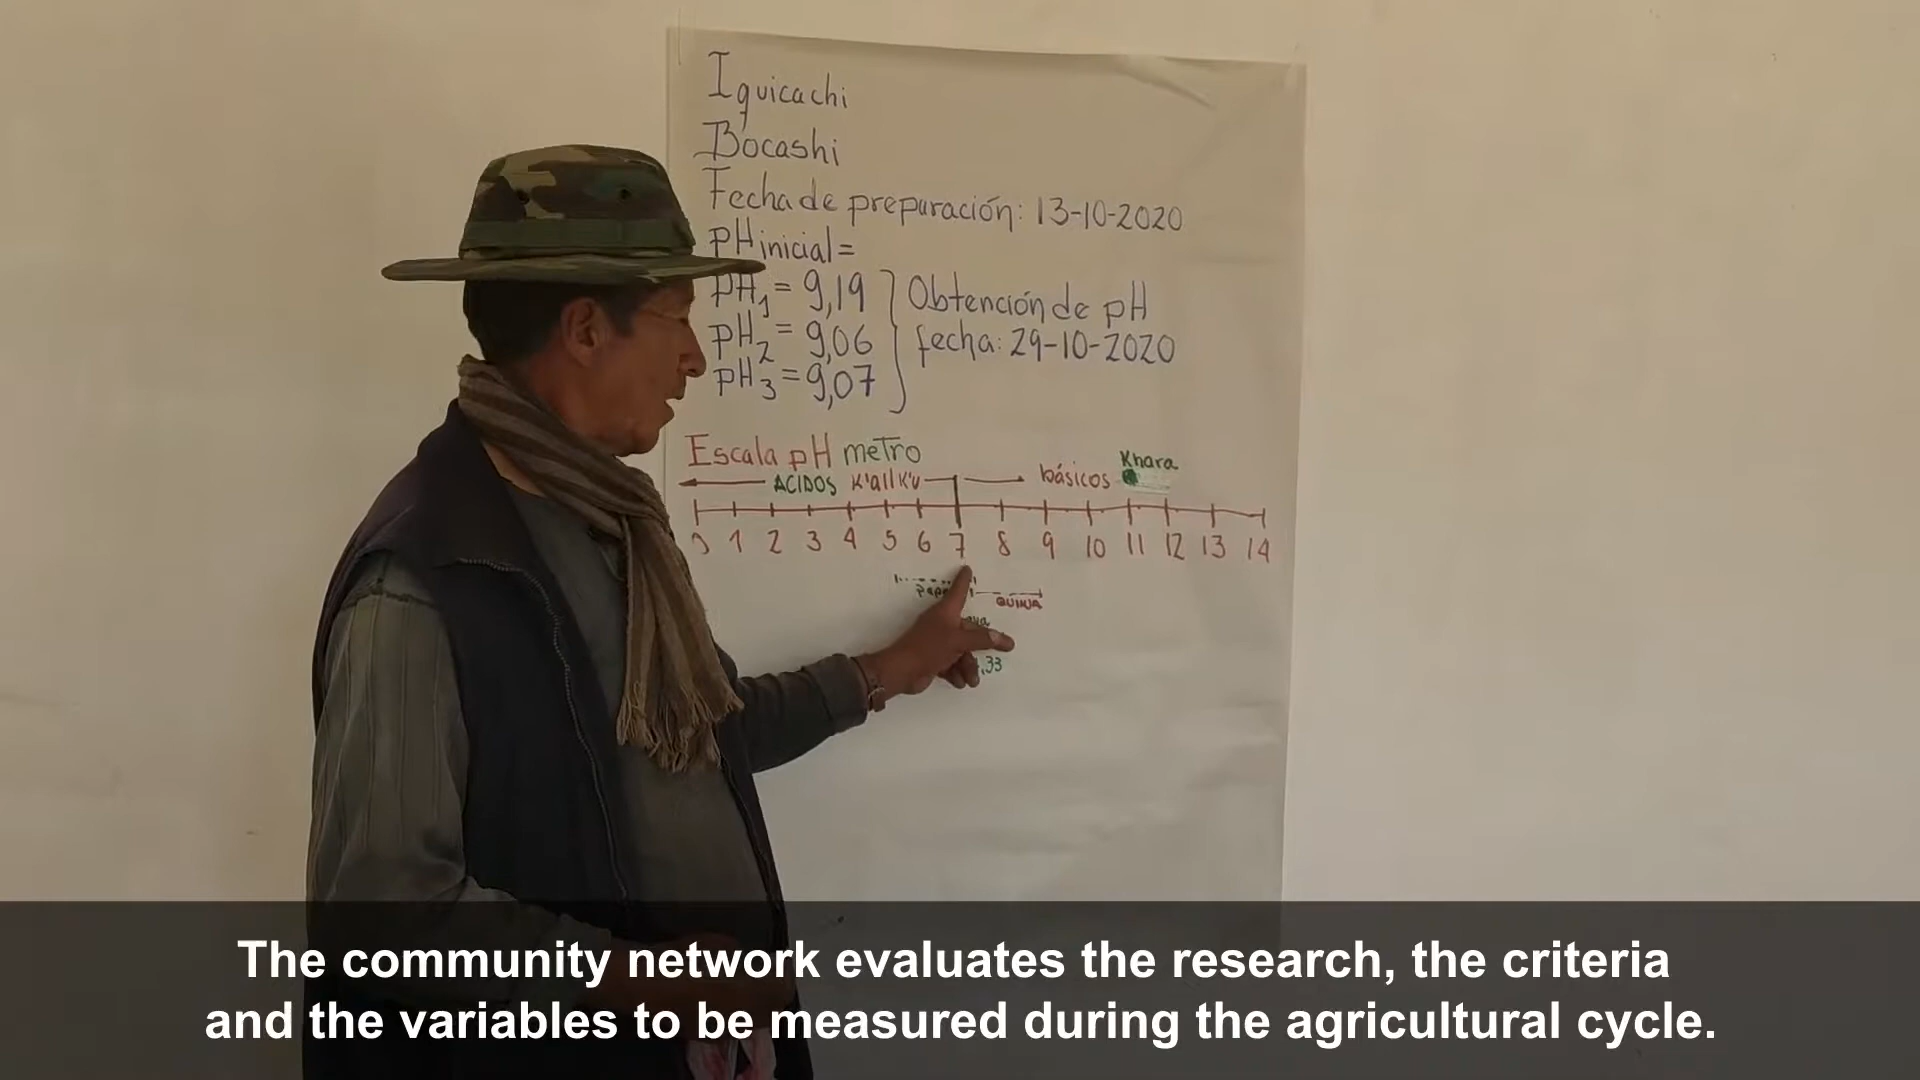 Iquicachi
Bocashi
Fecha de preparación: 13-10-2020
pH inicial =
pH1 = 9,19
pH2 = 9,06
pH3 = 9,07
Obtención de pH
fecha: 29-10-2020
Escala pH metro
ACIDOS K'allk'u
básicos
Khara
0 1 2 3 4 5 6 7 8 9 10 11 12 13 14
QUINUA
,33
The community network evaluates the research, the criteria
and the variables to be measured during the agricultural cycle.